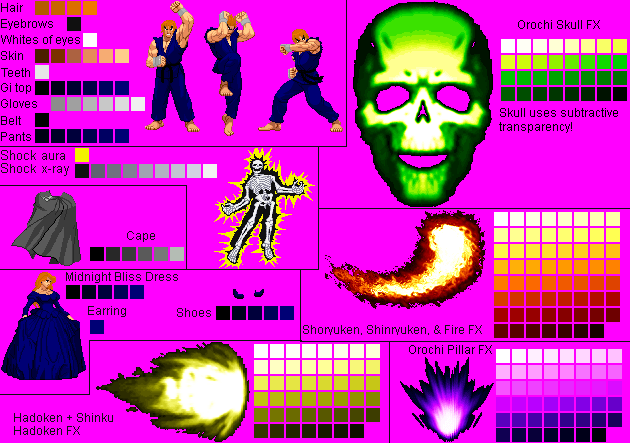 Hair
Eyebrows
Whites of eyes
Skin
Teeth
Gi top
Gloves
Belt
Pants
Orochi Skull FX
Skull uses subtractive
transparency!
Shock aura
Shock x-ray
Cape
Midnight Bliss Dress
Earring
Shoes
Shoryuken, Shinryuken, & Fire FX
Orochi Pillar FX
Hadoken + Shinku
Hadoken FX